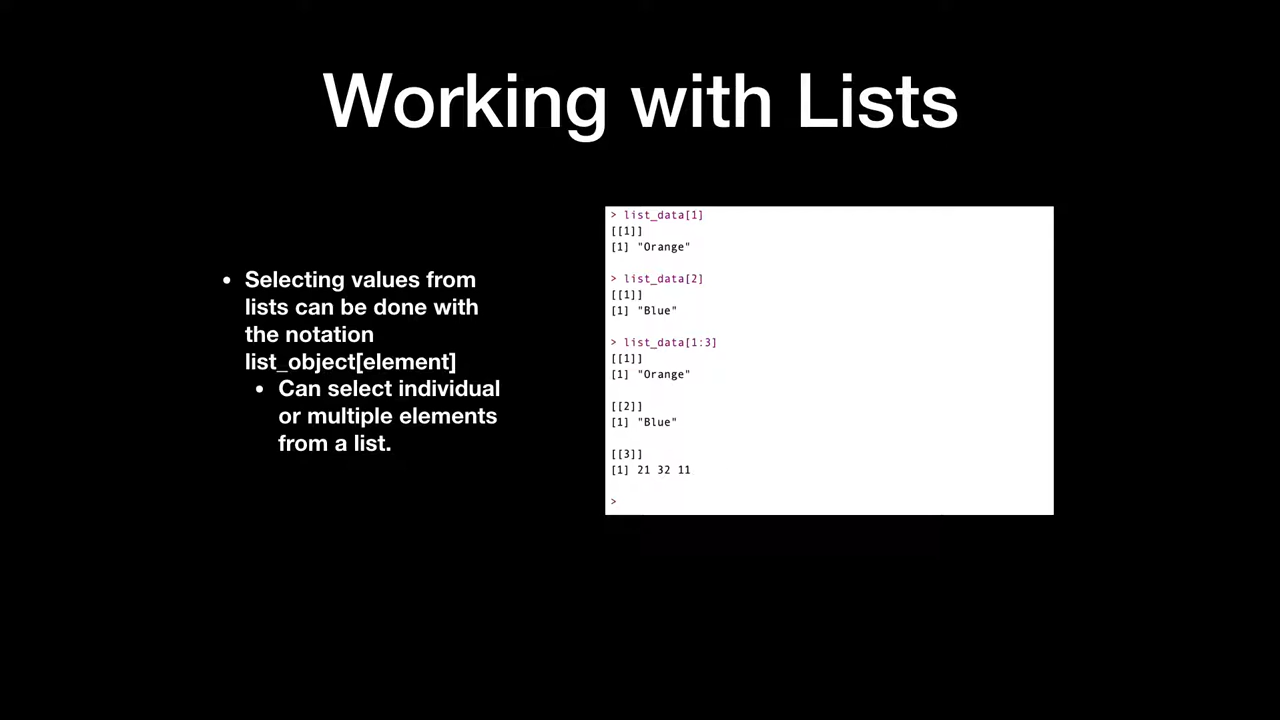 Working with Lists
• Selecting values from
lists can be done with
the notation
list_object[element]
• Can select individual
or multiple elements
from a list.
> list_data[1]
[[1]]
[1] "Orange"
> list_data[2]
[[1]]
[1] "Blue"
> list_data[1:3]
[[1]]
[1] "Orange"
[[2]]
[1] "Blue"
[[3]]
[1] 21 32 11
>